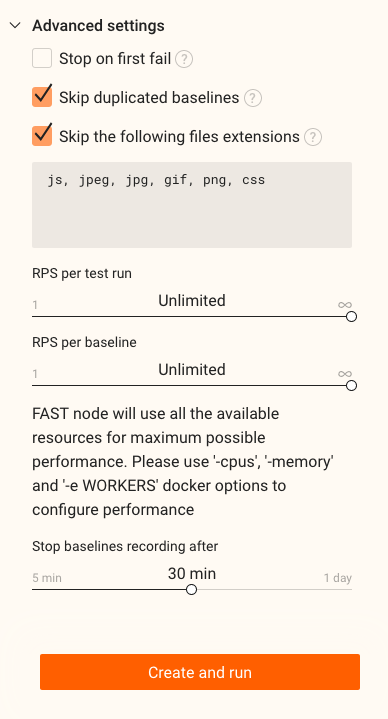 Advanced settings
Stop on first fail ?
Skip duplicated baselines ?
Skip the following files extensions ?
js, jpeg, jpg, gif, png, css
RPS per test run
1 Unlimited ∞
RPS per baseline
1 Unlimited ∞
FAST node will use all the available
resources for maximum possible
performance. Please use '-cpus', '-memory'
and '-e WORKERS' docker options to
configure performance
Stop baselines recording after
5 min 30 min 1 day
Create and run